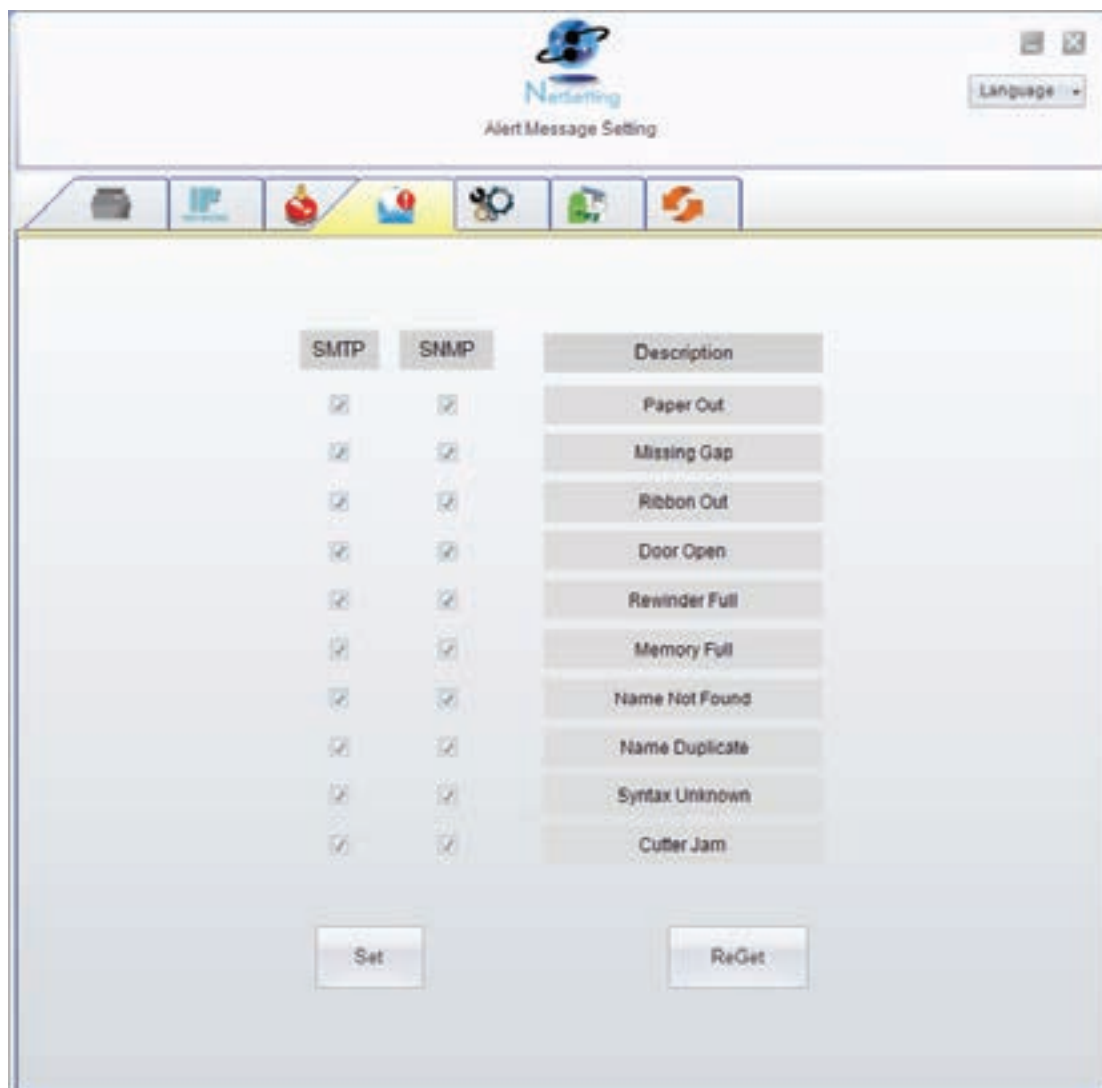 NetSetting
Language
Alert Message Setting
IP
SMTP SNMP Description
Paper Out
Missing Gap
Ribbon Out
Door Open
Rewinder Full
Memory Full
Name Not Found
Name Duplicate
Syntax Unknown
Cutter Jam
Set ReGet